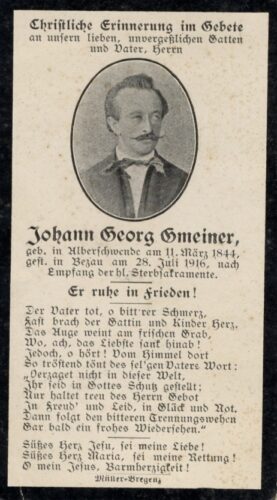 Christliche Erinnerung im Gebete
an unsern lieben, unvergeßlichen Gatten
und Vater, Herrn
Johann Georg Gmeiner,
geb. in Alberschwende am 11. März 1844,
gest. in Bezau am 28. Juli 1916, nach
Empfang der hl. Sterbsakramente.
Er ruhe in Frieden!
Der Vater tot, o bitt'rer Schmerz,
Fast brach der Gattin und Kinder Herz.
Das Auge weint am frischen Grab,
Wo, ach, das Liebste sank hinab!
Jedoch, o hört! Vom Himmel dort
So tröstend tönt des sel'gen Vaters Wort:
„Verzaget nicht in dieser Welt,
Ihr seid in Gottes Schutz gestellt;
Nur haltet treu des Herrn Gebot
In Freud' und Leid, in Glück und Not.
Dann folgt den bitteren Trennungswehen
Gar bald ein frohes Wiedersehen."
Süßes Herz Jesu, sei meine Liebe!
Süßes Herz Maria, sei meine Rettung!
O mein Jesus, Barmherzigkeit!
Müller-Bregenz